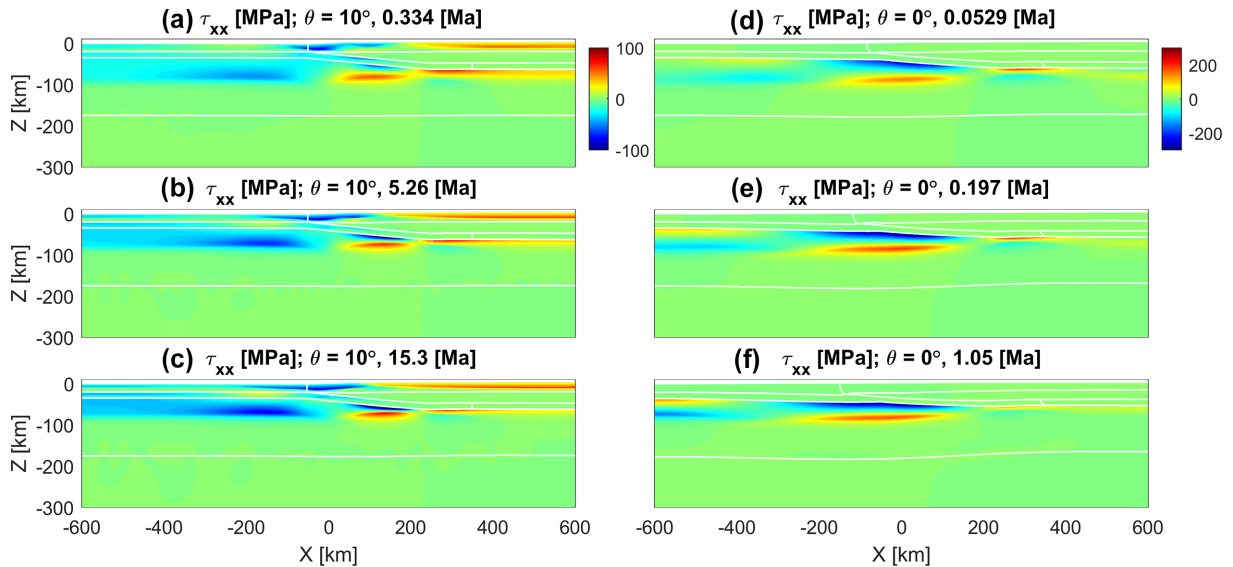 (a) τxx [MPa]; θ = 10°, 0.334 [Ma]
Z [km]
0
-100
-200
-300
100
0
-100
(d) τxx [MPa]; θ = 0°, 0.0529 [Ma]
200
0
-200
(b) τxx [MPa]; θ = 10°, 5.26 [Ma]
Z [km]
0
-100
-200
-300
(e) τxx [MPa]; θ = 0°, 0.197 [Ma]
(c) τxx [MPa]; θ = 10°, 15.3 [Ma]
Z [km]
0
-100
-200
-300
-600 -400 -200 0 200 400 600
X [km]
(f) τxx [MPa]; θ = 0°, 1.05 [Ma]
-600 -400 -200 0 200 400 600
X [km]